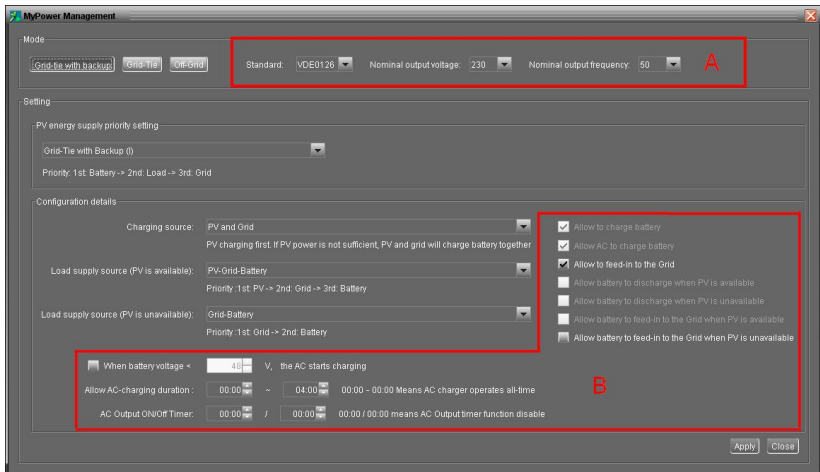 MyPower Management
Mode
Grid-tie with backup Grid-Tie Off-Grid Standard: VDE0126 Nominal output voltage: 230 Nominal output frequency: 50 A
Setting
PV energy supply priority setting
Grid-Tie with Backup (I)
Priority: 1st: Battery -> 2nd: Load -> 3rd: Grid
Configuration details
Charging source: PV and Grid
PV charging first. If PV power is not sufficient, PV and grid will charge battery together
Load supply source (PV is available): PV-Grid-Battery
Priority :1st: PV -> 2nd: Grid -> 3rd: Battery
Load supply source (PV is unavailable): Grid-Battery
Priority :1st: Grid -> 2nd: Battery
Allow to charge battery
Allow AC to charge battery
Allow to feed-in to the Grid
Allow battery to discharge when PV is available
Allow battery to discharge when PV is unavailable
Allow battery to feed-in to the Grid when PV is available
Allow battery to feed-in to the Grid when PV is unavailable
When battery voltage < 48 V, the AC starts charging
Allow AC-charging duration : 00:00 ~ 04:00 00:00 - 00:00 Means AC charger operates all-time
AC Output ON/Off Timer: 00:00 / 00:00 00:00 / 00:00 means AC Output timer function disable
B
Apply Close